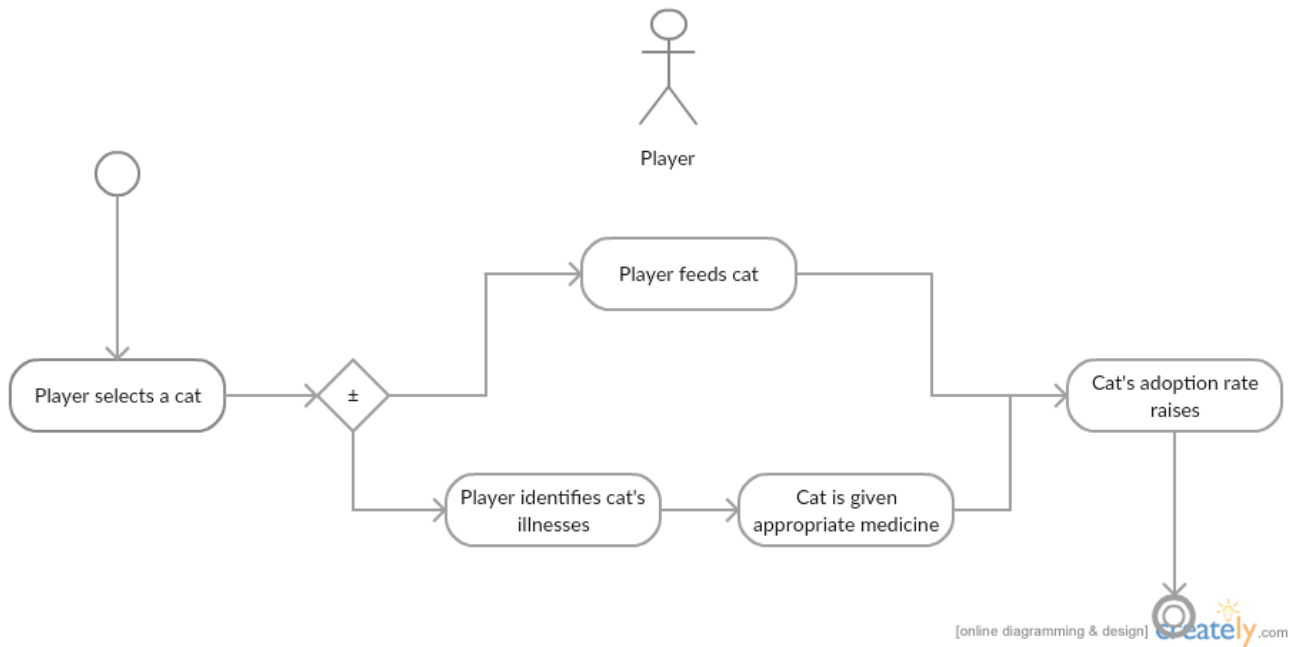 Player
Player feeds cat
Player selects a cat
±
Cat's adoption rate
raises
Player identifies cat's
illnesses
Cat is given
appropriate medicine
[online diagramming & design] creately.com